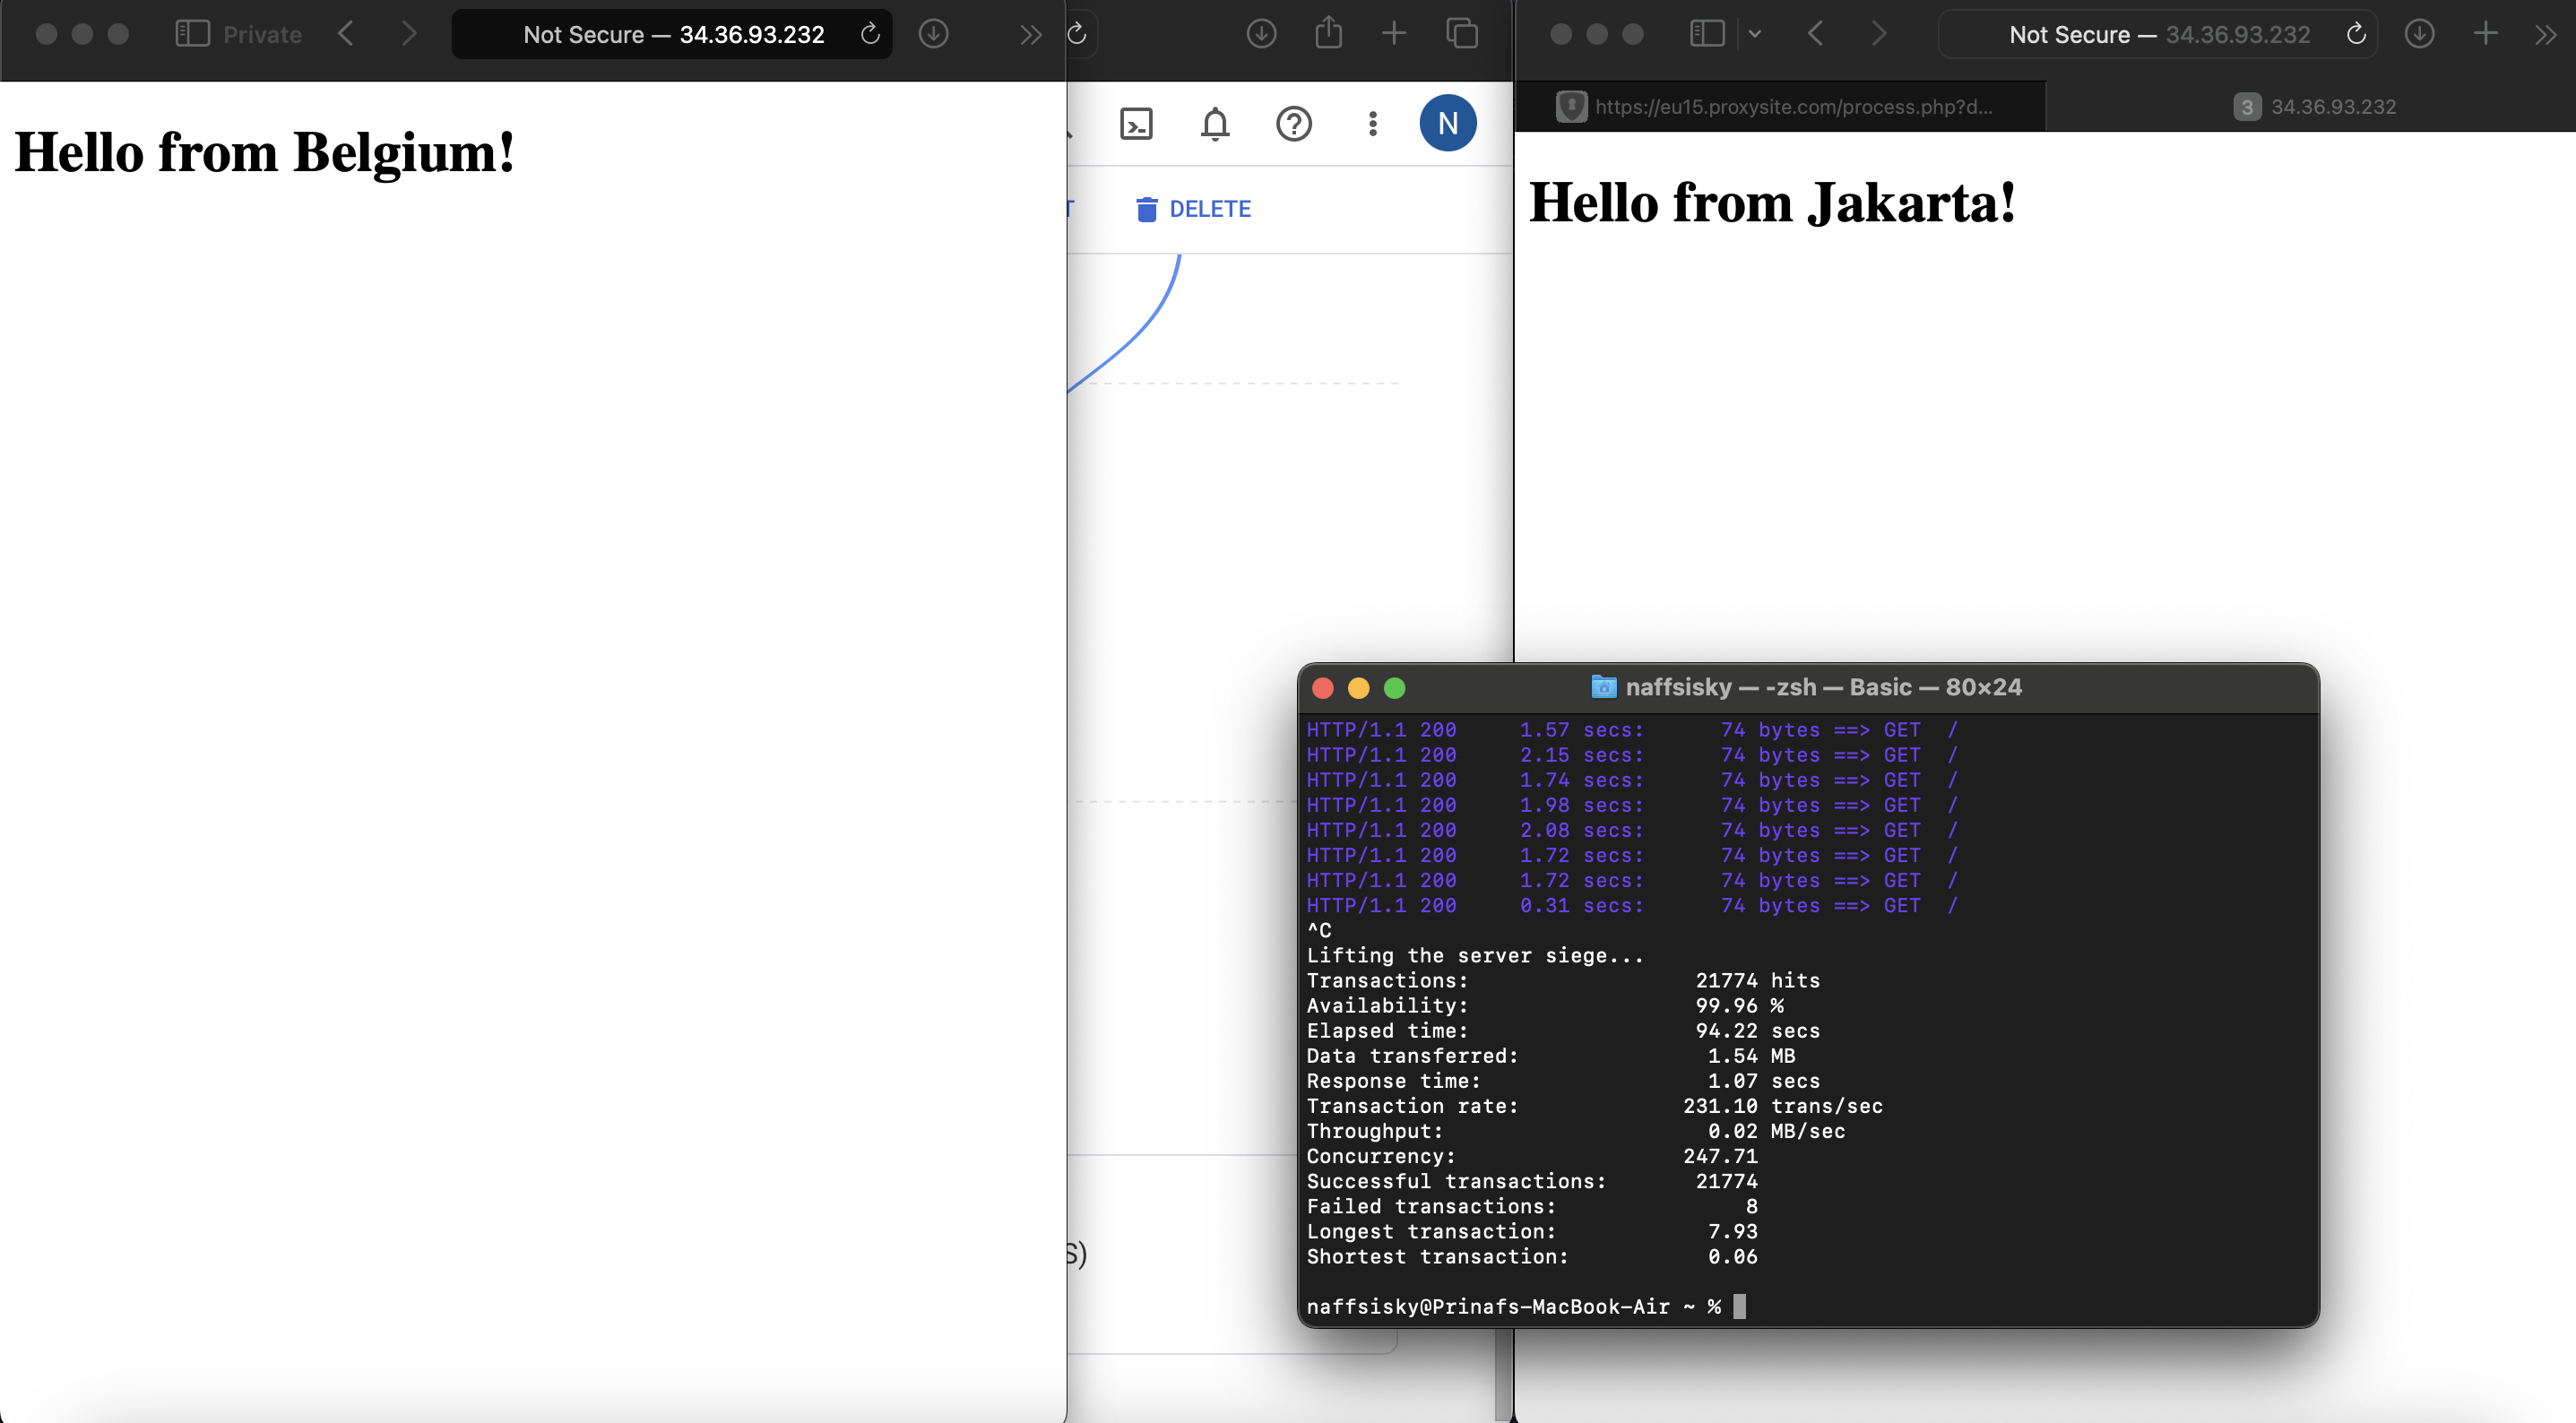 Private
Not Secure — 34.36.93.232
Hello from Belgium!
N
T
DELETE
S)
Not Secure — 34.36.93.232
https://eu15.proxysite.com/process.php?d...
3 34.36.93.232
Hello from Jakarta!
naffsisky — -zsh — Basic — 80×24
HTTP/1.1 200 1.57 secs: 74 bytes ==> GET /
HTTP/1.1 200 2.15 secs: 74 bytes ==> GET /
HTTP/1.1 200 1.74 secs: 74 bytes ==> GET /
HTTP/1.1 200 1.98 secs: 74 bytes ==> GET /
HTTP/1.1 200 2.08 secs: 74 bytes ==> GET /
HTTP/1.1 200 1.72 secs: 74 bytes ==> GET /
HTTP/1.1 200 1.72 secs: 74 bytes ==> GET /
HTTP/1.1 200 0.31 secs: 74 bytes ==> GET /
^C
Lifting the server siege...
Transactions: 21774 hits
Availability: 99.96 %
Elapsed time: 94.22 secs
Data transferred: 1.54 MB
Response time: 1.07 secs
Transaction rate: 231.10 trans/sec
Throughput: 0.02 MB/sec
Concurrency: 247.71
Successful transactions: 21774
Failed transactions: 8
Longest transaction: 7.93
Shortest transaction: 0.06
naffsisky@Prinafs-MacBook-Air ~ %